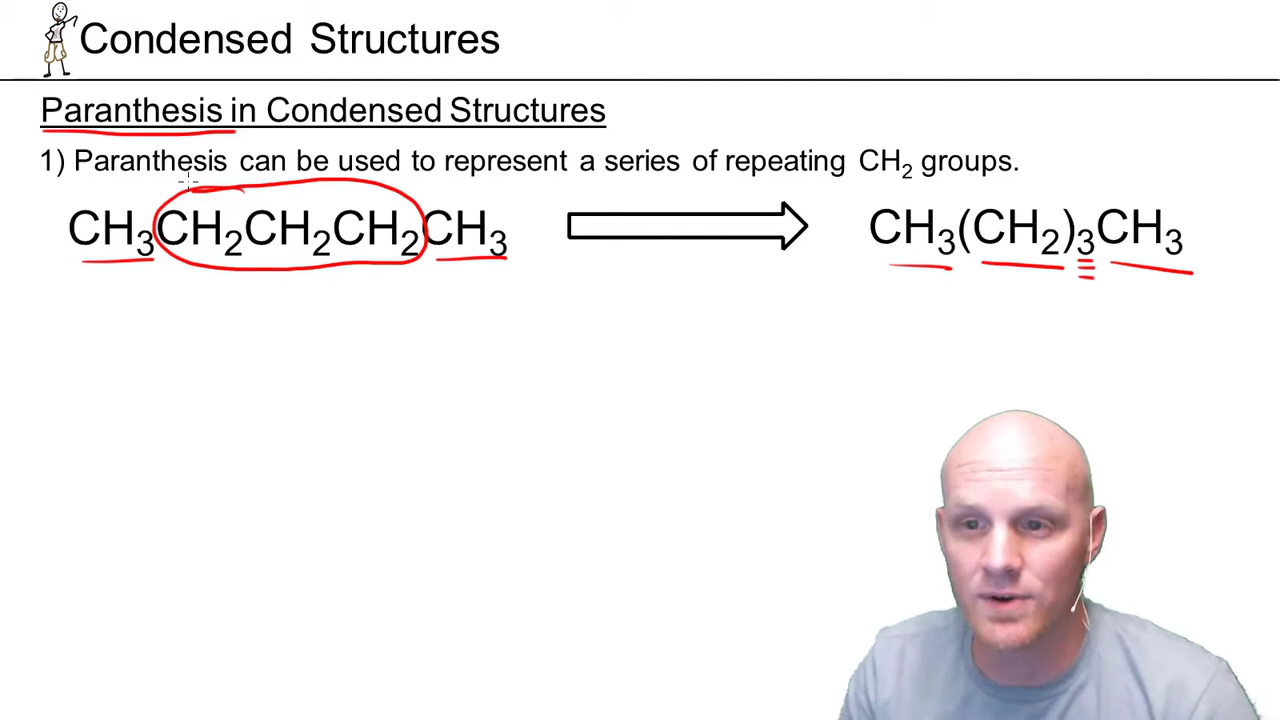 Condensed Structures
Paranthesis in Condensed Structures
1) Paranthesis can be used to represent a series of repeating CH₂ groups.
CH₃CH₂CH₂CH₂CH₃ CH₃(CH₂)₃CH₃